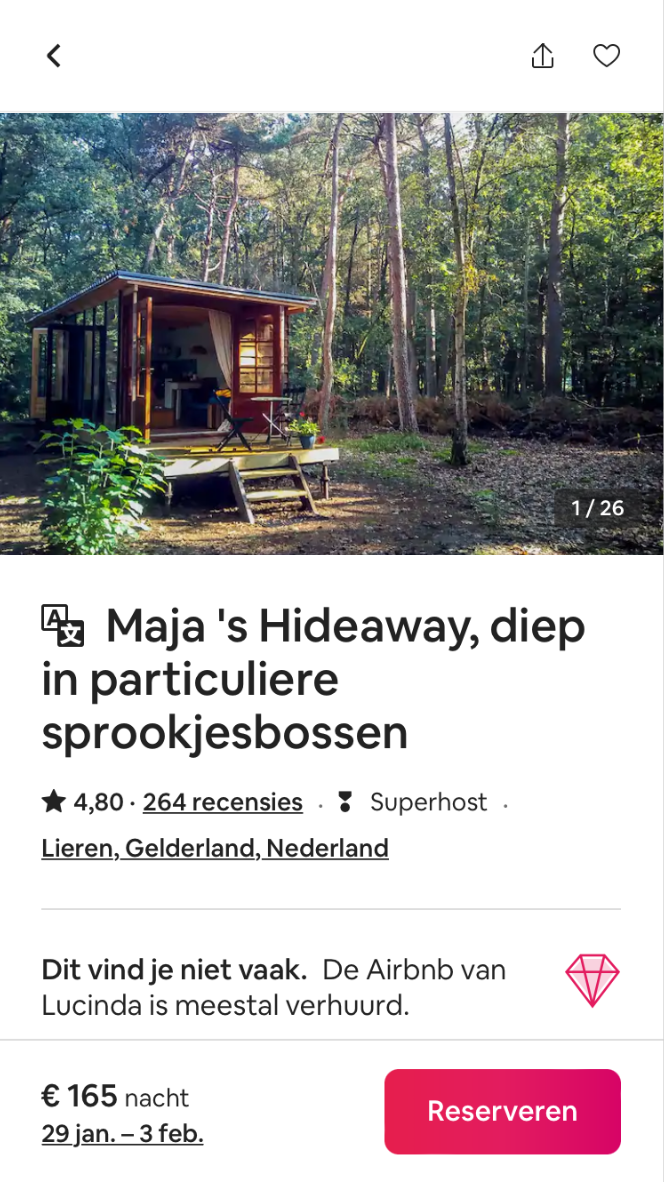 1 / 26
Maja 's Hideaway, diep
in particuliere
sprookjesbossen
4,80 · 264 recensies · Superhost ·
Lieren, Gelderland, Nederland
Dit vind je niet vaak. De Airbnb van
Lucinda is meestal verhuurd.
€ 165 nacht
29 jan. – 3 feb.
Reserveren